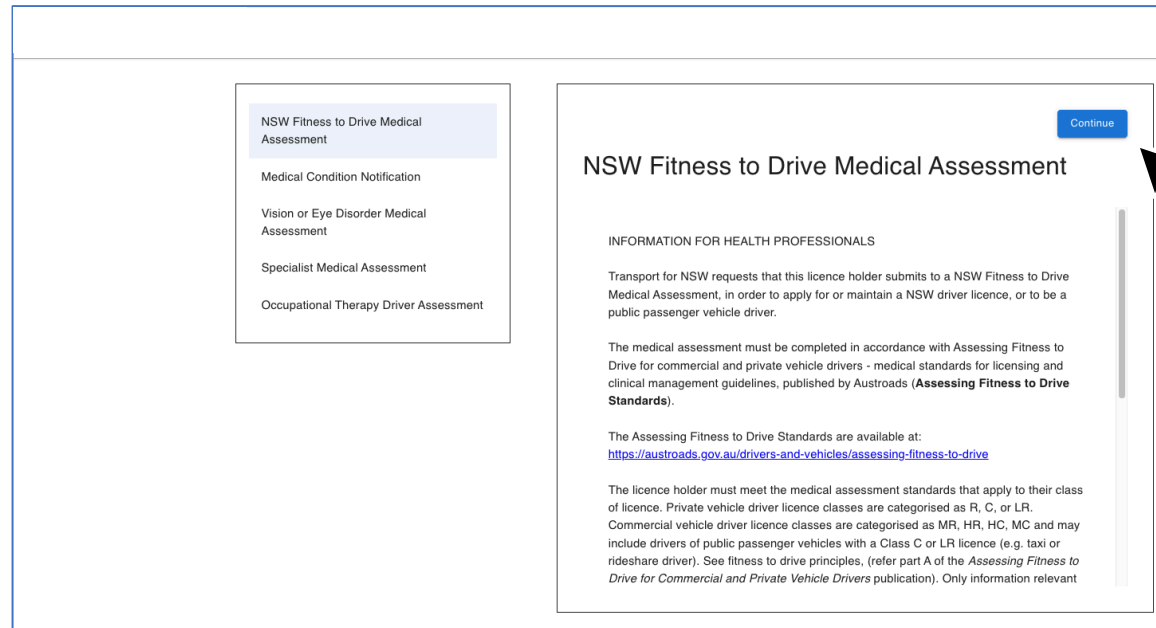 NSW Fitness to Drive Medical
Assessment
Medical Condition Notification
Vision or Eye Disorder Medical
Assessment
Specialist Medical Assessment
Occupational Therapy Driver Assessment
Continue
NSW Fitness to Drive Medical Assessment
INFORMATION FOR HEALTH PROFESSIONALS
Transport for NSW requests that this licence holder submits to a NSW Fitness to Drive
Medical Assessment, in order to apply for or maintain a NSW driver licence, or to be a
public passenger vehicle driver.
The medical assessment must be completed in accordance with Assessing Fitness to
Drive for commercial and private vehicle drivers - medical standards for licensing and
clinical management guidelines, published by Austroads (Assessing Fitness to Drive
Standards).
The Assessing Fitness to Drive Standards are available at:
https://austroads.gov.au/drivers-and-vehicles/assessing-fitness-to-drive
The licence holder must meet the medical assessment standards that apply to their class
of licence. Private vehicle driver licence classes are categorised as R, C, or LR.
Commercial vehicle driver licence classes are categorised as MR, HR, HC, MC and may
include drivers of public passenger vehicles with a Class C or LR licence (e.g. taxi or
rideshare driver). See fitness to drive principles, (refer part A of the Assessing Fitness to
Drive for Commercial and Private Vehicle Drivers publication). Only information relevant